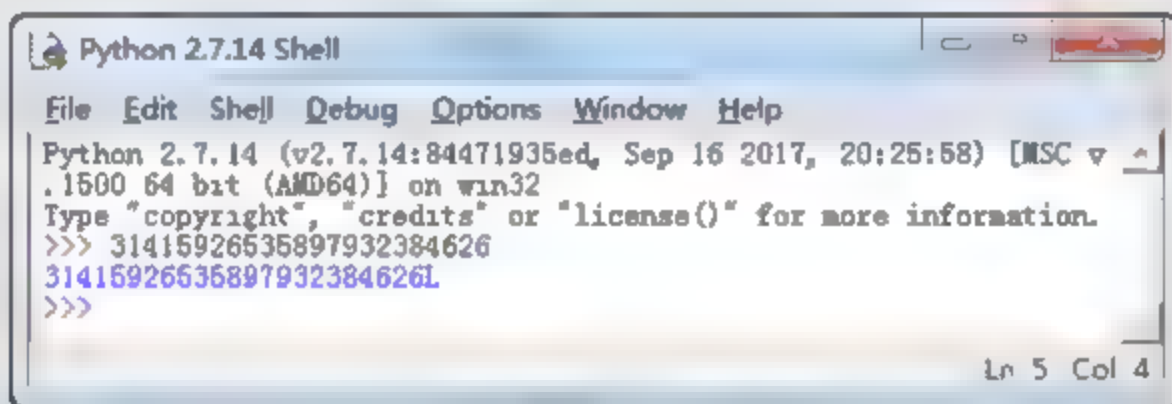 Python 2.7.14 Shell
File Edit Shell Debug Options Window Help
Python 2.7.14 (v2.7.14:84471935ed, Sep 16 2017, 20:25:58) [MSC v
.1500 64 bit (AMD64)] on win32
Type "copyright", "credits" or "license()" for more information.
>>> 31415926535897932384626
31415926535897932384626L
>>>
Ln 5 Col 4